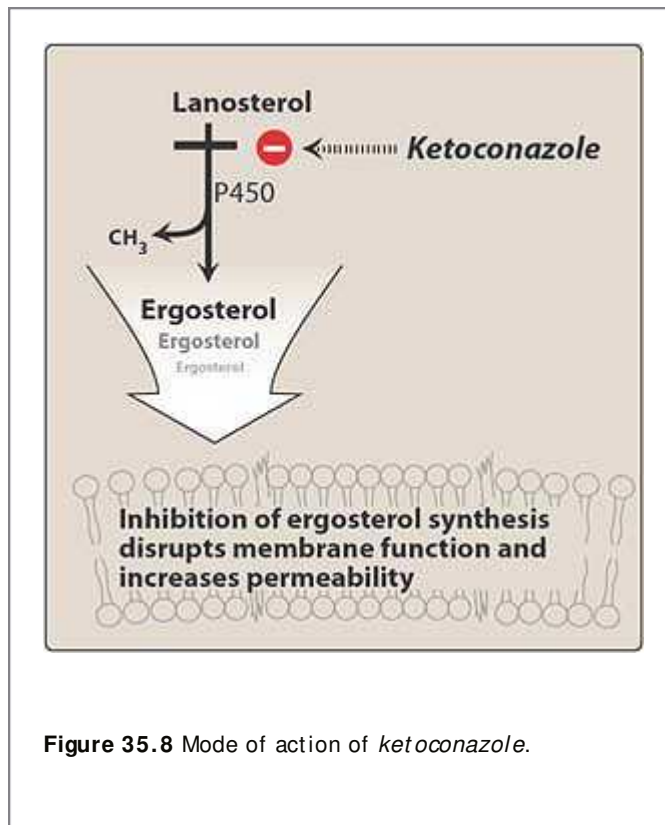 Lanosterol
Ketoconazole
P450
CH3
Ergosterol
Ergosterol
Ergosterol
Inhibition of ergosterol synthesis
disrupts membrane function and
increases permeability
Figure 35.8 Mode of action of ketoconazole.